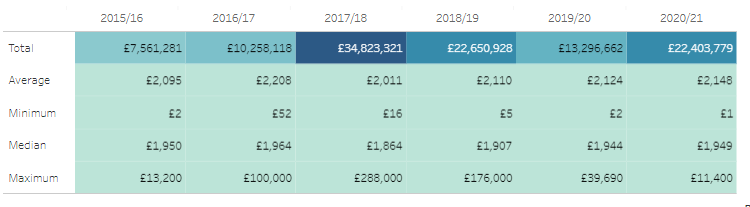 2015/16 2016/17 2017/18 2018/19 2019/20 2020/21
Total £7,561,281 £10,258,118 £34,823,321 £22,650,928 £13,296,662 £22,403,779
Average £2,095 £2,208 £2,011 £2,110 £2,124 £2,148
Minimum £2 £52 £16 £5 £2 £1
Median £1,950 £1,964 £1,864 £1,907 £1,944 £1,949
Maximum £13,200 £100,000 £288,000 £176,000 £39,690 £11,400